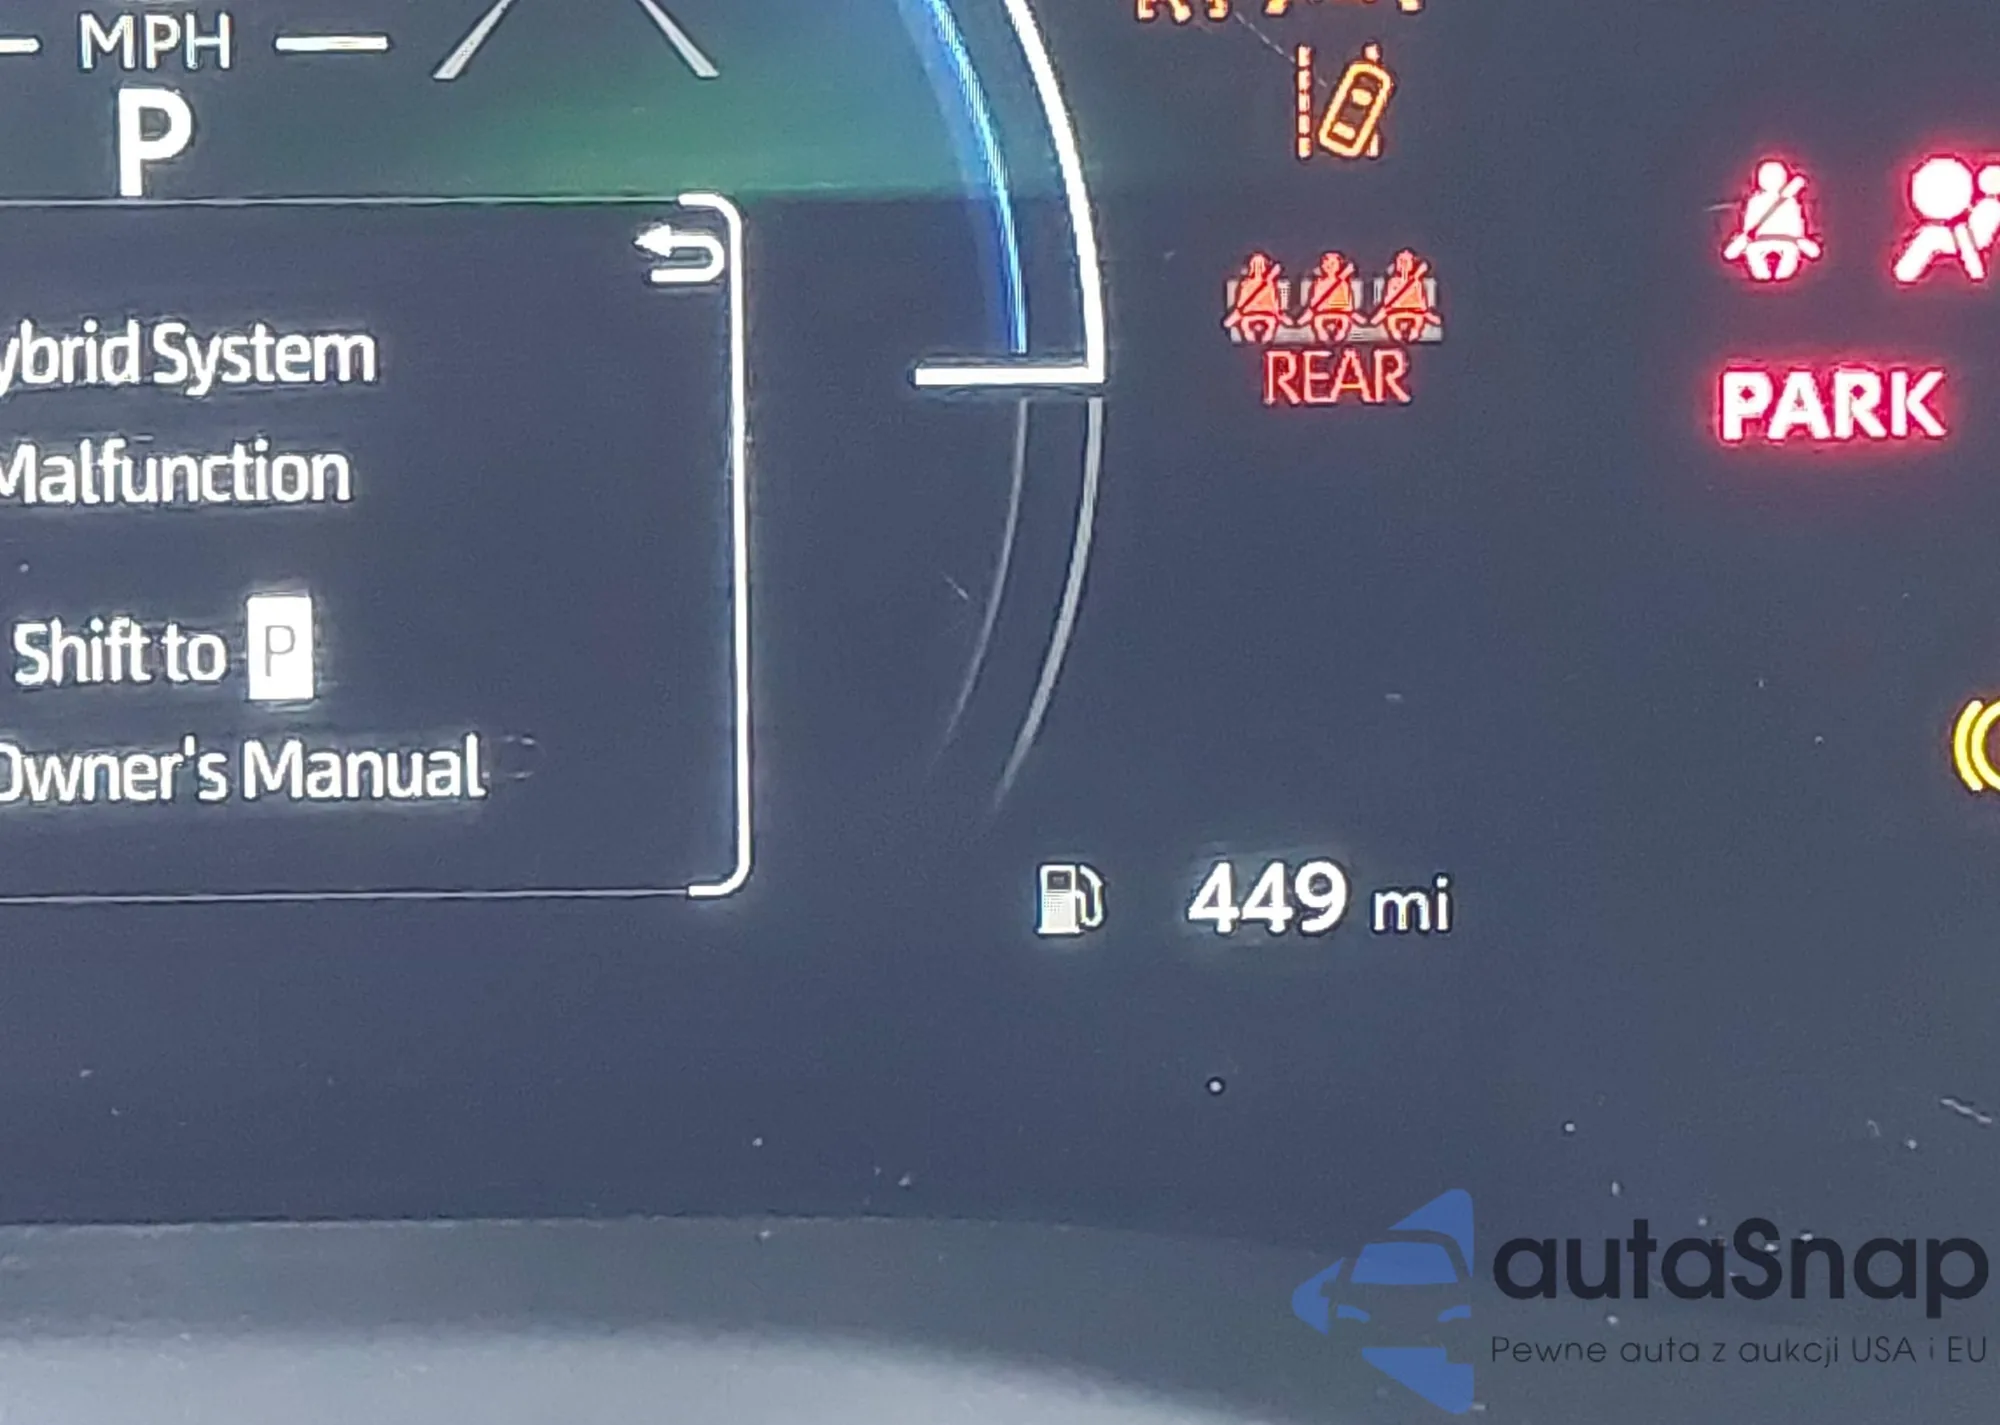 MPH
P
ybrid System
Malfunction
Shift to P
Owner's Manual
REAR
PARK
449 mi
autaSnap
Pewne auta z aukcji USA i EU